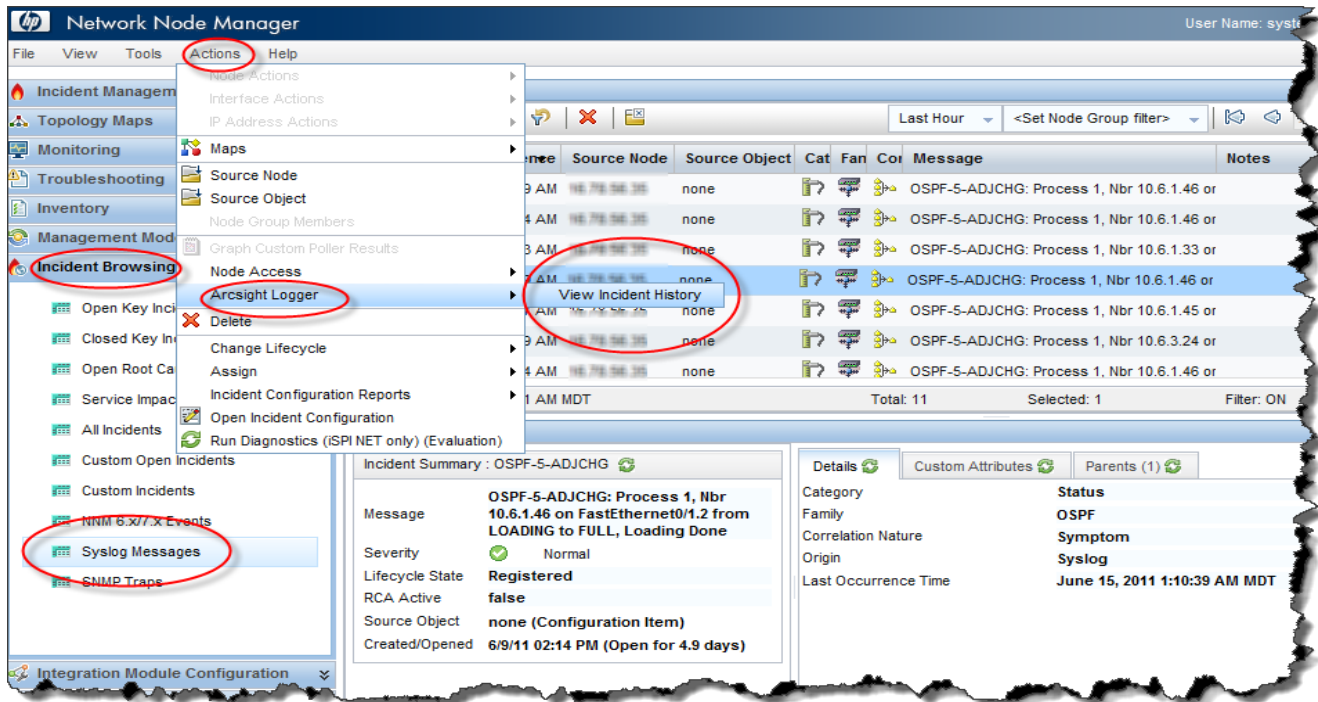 hp Network Node Manager
User Name: syste
File View Tools Actions Help
Node Actions
Interface Actions
IP Address Actions
Maps
Source Node
Source Object
Node Group Members
Graph Custom Poller Results
Node Access
Arcsight Logger
View Incident History
Delete
Change Lifecycle
Assign
Incident Configuration Reports
Open Incident Configuration
Run Diagnostics (iSPI NET only) (Evaluation)
Incident Managem
Topology Maps
Monitoring
Troubleshooting
Inventory
Management Mod
Incident Browsing
Open Key Inci
Closed Key In
Open Root Ca
Service Impac
All Incidents
Custom Open Incidents
Custom Incidents
NNM 6.x/7.x Events
Syslog Messages
SNMP Traps
Integration Module Configuration
Last Hour <Set Node Group filter>
nce Source Node Source Object Cat Fan Cor Message Notes
9 AM none OSPF-5-ADJCHG: Process 1, Nbr 10.6.1.46 or
4 AM none OSPF-5-ADJCHG: Process 1, Nbr 10.6.1.46 or
3 AM none OSPF-5-ADJCHG: Process 1, Nbr 10.6.1.33 or
AM none OSPF-5-ADJCHG: Process 1, Nbr 10.6.1.46 or
AM none OSPF-5-ADJCHG: Process 1, Nbr 10.6.1.45 or
9 AM none OSPF-5-ADJCHG: Process 1, Nbr 10.6.3.24 or
4 AM none OSPF-5-ADJCHG: Process 1, Nbr 10.6.1.46 or
1 AM MDT Total: 11 Selected: 1 Filter: ON
Incident Summary : OSPF-5-ADJCHG
Message OSPF-5-ADJCHG: Process 1, Nbr
10.6.1.46 on FastEthernet0/1.2 from
LOADING to FULL, Loading Done
Severity Normal
Lifecycle State Registered
RCA Active false
Source Object none (Configuration Item)
Created/Opened 6/9/11 02:14 PM (Open for 4.9 days)
Details Custom Attributes Parents (1)
Category Status
Family OSPF
Correlation Nature Symptom
Origin Syslog
Last Occurrence Time June 15, 2011 1:10:39 AM MDT